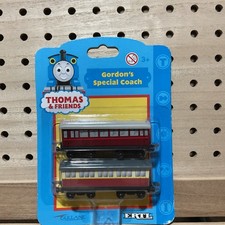 Gordon's
Special Coach
3+
THOMAS
& FRIENDS
ERTL